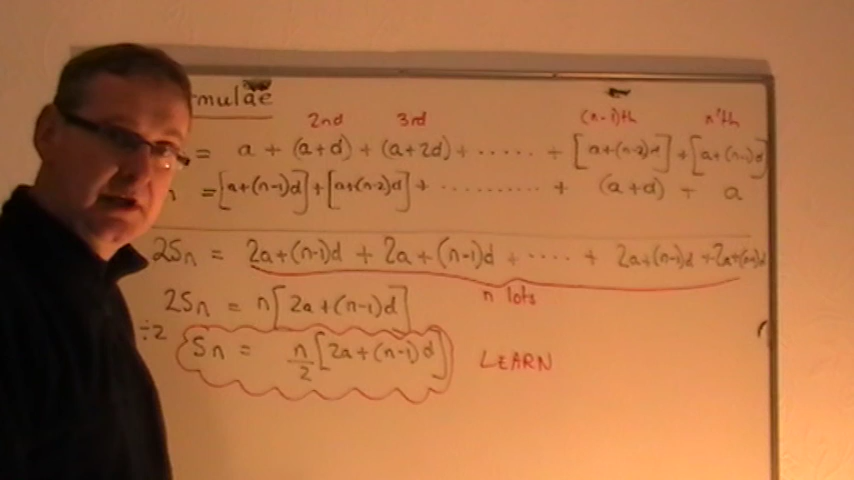 rmulae
2nd 3rd (n-1)th n'th
= a + (a+d) + (a+2d) + ...... + [a+(n-2)d] + [a+(n-1)d]
n = [a+(n-1)d] + [a+(n-2)d] + .......... + (a+d) + a
2Sn = 2a+(n-1)d + 2a+(n-1)d + .... + 2a+(n-1)d + 2a+(n-1)d
n lots
2Sn = n[2a+(n-1)d]
÷2
Sn = n/2 [2a+(n-1)d] LEARN